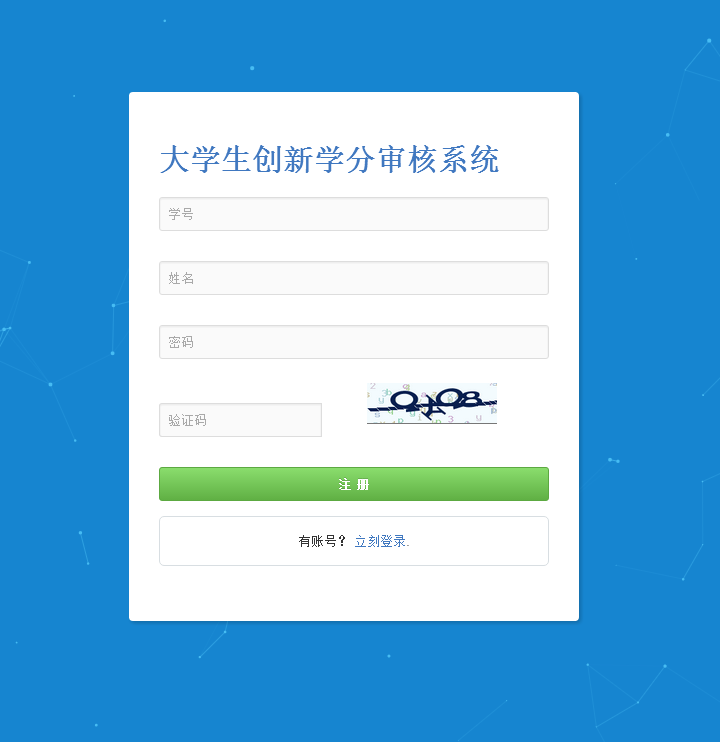 大学生创新学分审核系统
学号
姓名
密码
验证码
注 册
有账号？ 立刻登录.